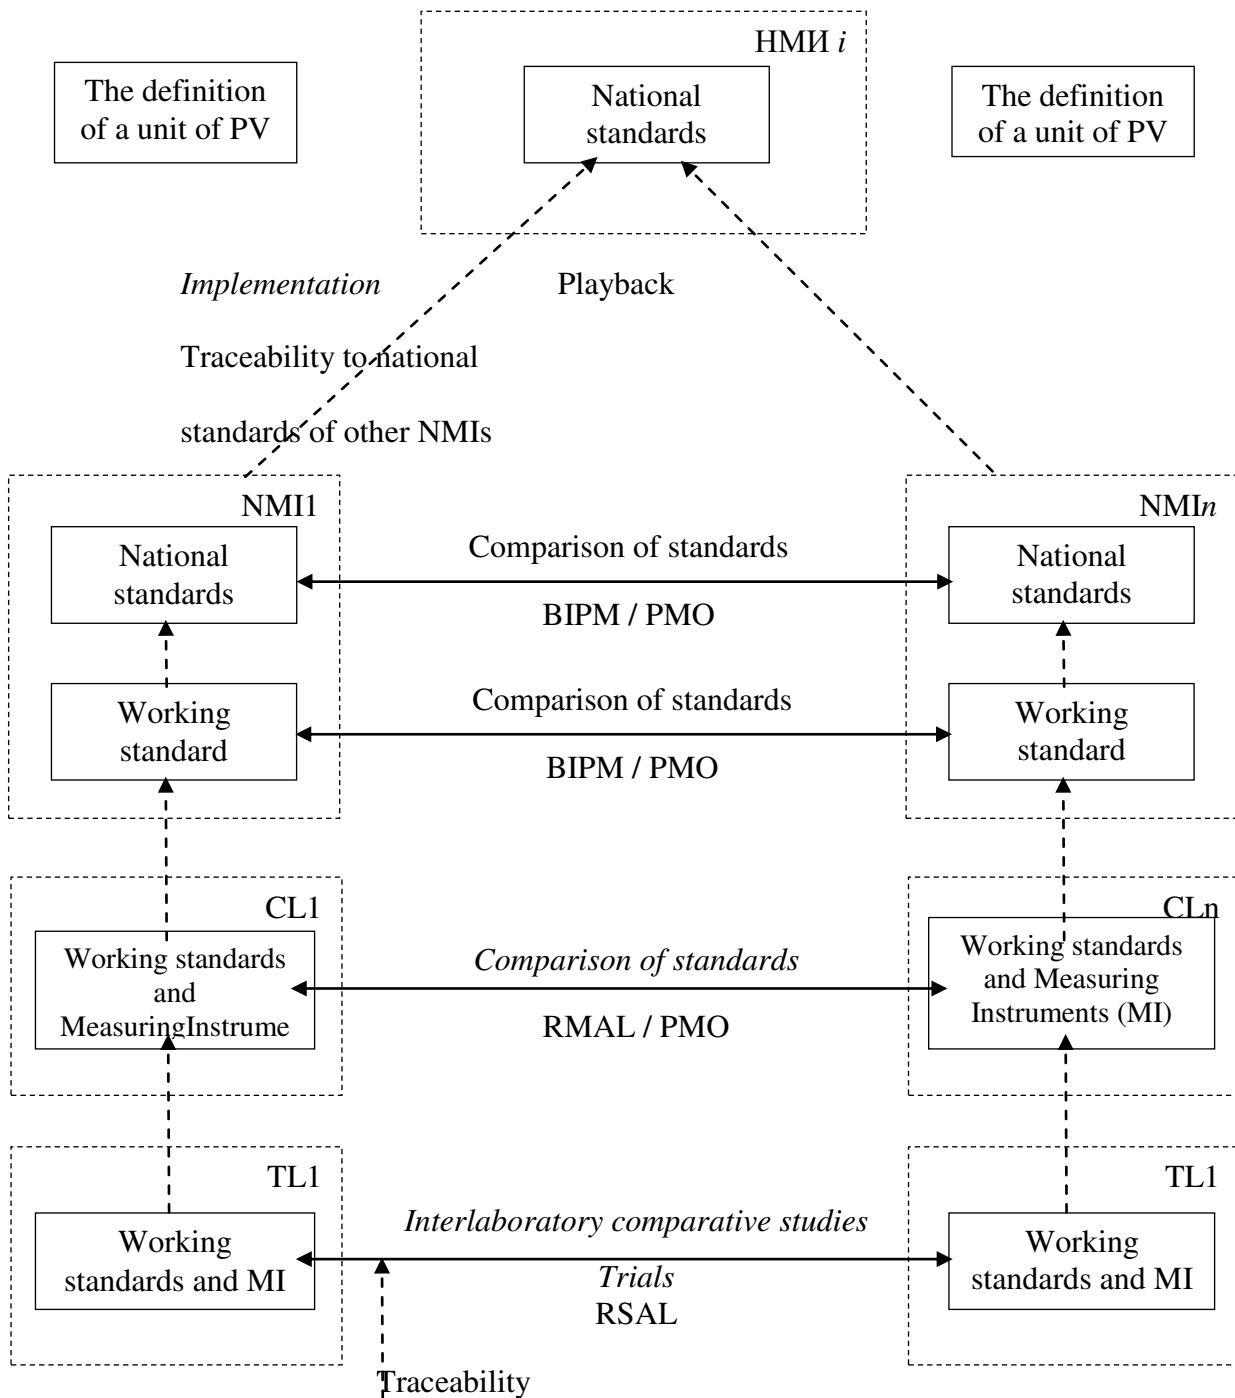 НМИ i
The definition
of a unit of PV
National
standards
The definition
of a unit of PV
Implementation
Playback
Traceability to national
standards of other NMIs
NMI1
NMIn
National
standards
Comparison of standards
BIPM / PMO
National
standards
Working
standard
Comparison of standards
BIPM / PMO
Working
standard
CL1
CLn
Working standards
and
MeasuringInstrume
Comparison of standards
RMAL / PMO
Working standards
and Measuring
Instruments (MI)
TL1
TL1
Working
standards and MI
Interlaboratory comparative studies
Trials
RSAL
Working
standards and MI
Traceability